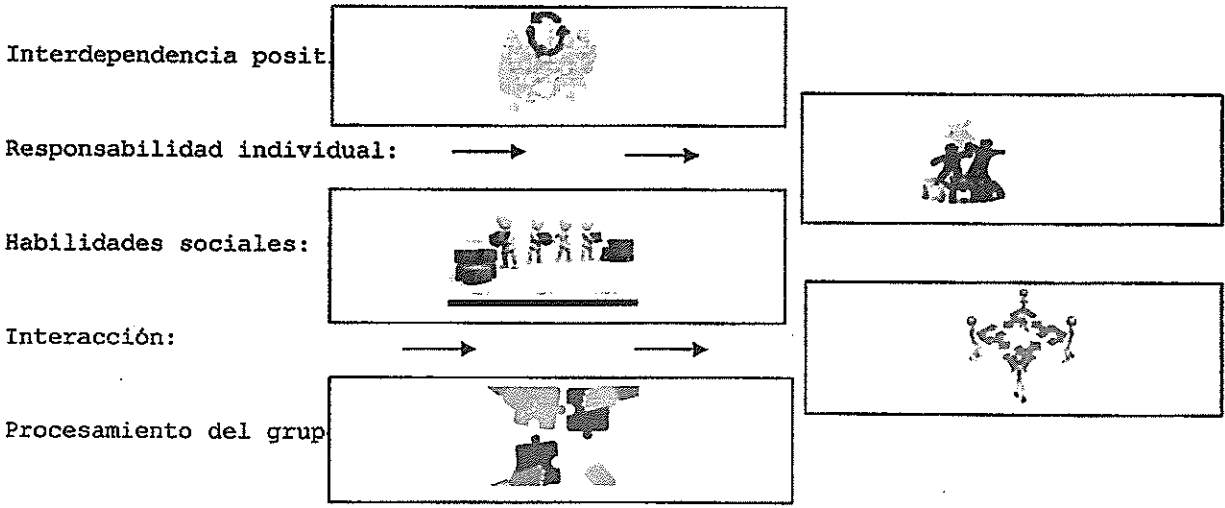 Interdependencia posit
Responsabilidad individual:
Habilidades sociales:
Interacción:
Procesamiento del grup